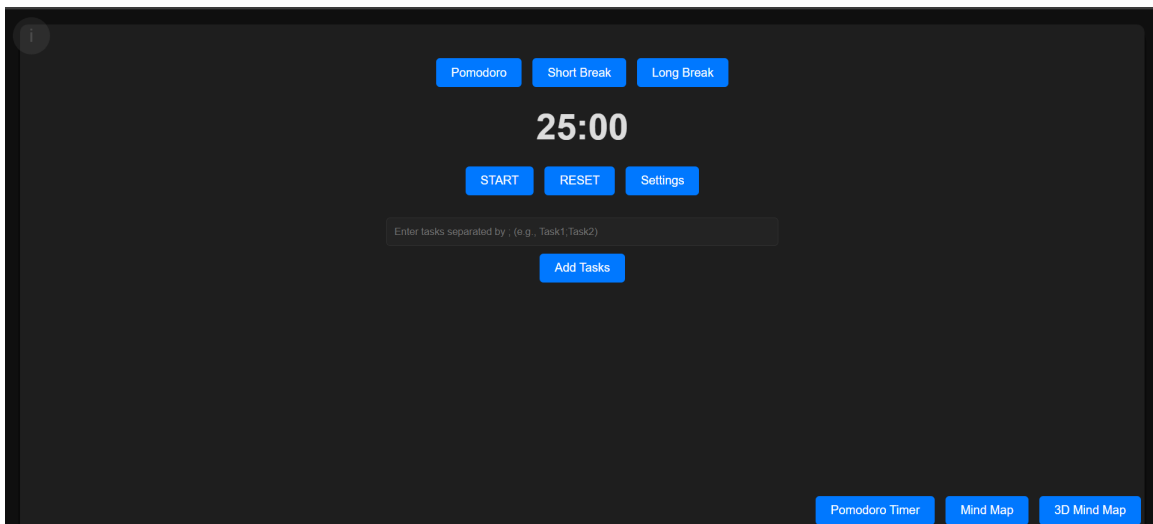 i
Pomodoro Short Break Long Break
25:00
START RESET Settings
Enter tasks separated by ; (e.g., Task1;Task2)
Add Tasks
Pomodoro Timer Mind Map 3D Mind Map